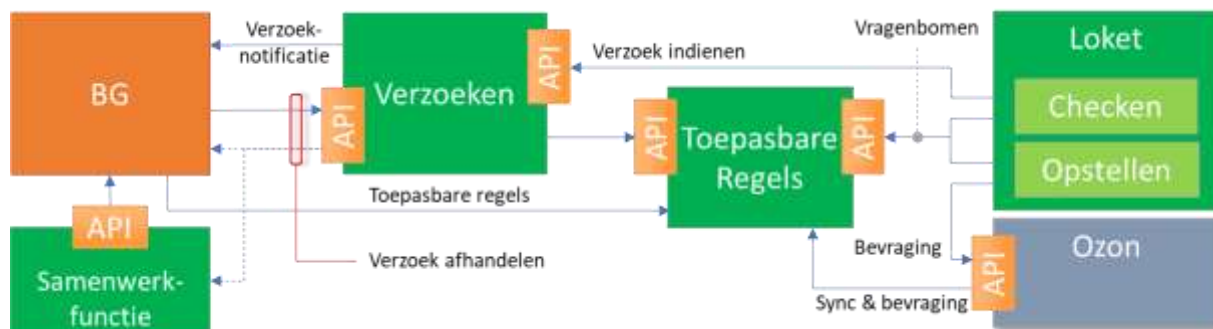 Verzoek-
notificatie
BG
API
Verzoeken
API
Verzoek indienen
Vragenbomen
Loket
Checken
Opstellen
API
Toepasbare
Regels
API
Toepasbare regels
API
Samenwerk-
functie
Verzoek afhandelen
Bevraging
API
Ozon
Sync & bevraging